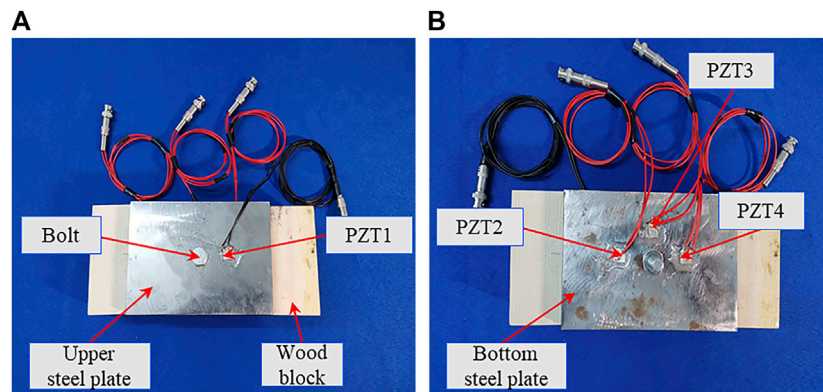 A
Bolt
PZT1
Upper
steel plate
Wood
block
B
PZT3
PZT2
PZT4
Bottom
steel plate